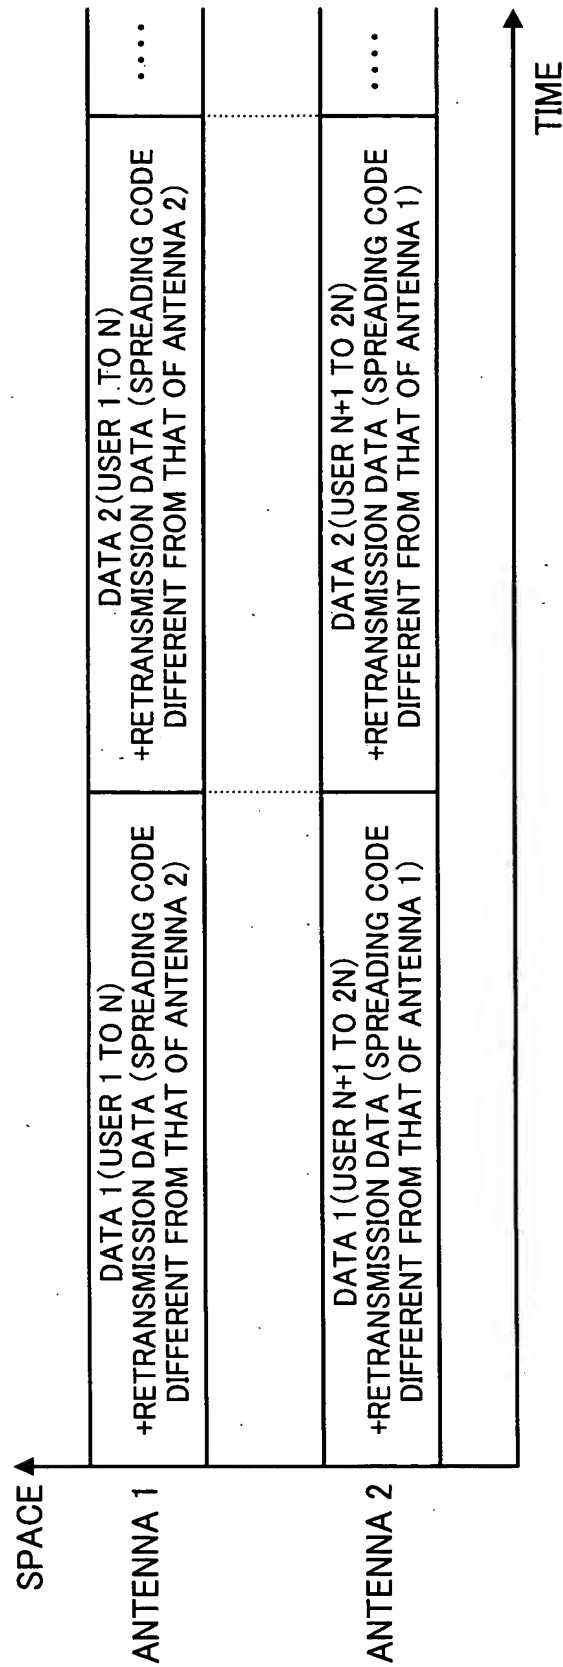 SPACE
ANTENNA 1
DATA 1(USER 1 TO N)
+RETRANSMISSION DATA (SPREADING CODE
DIFFERENT FROM THAT OF ANTENNA 2)
DATA 2(USER 1 TO N)
+RETRANSMISSION DATA (SPREADING CODE
DIFFERENT FROM THAT OF ANTENNA 2)
....
ANTENNA 2
DATA 1(USER N+1 TO 2N)
+RETRANSMISSION DATA (SPREADING CODE
DIFFERENT FROM THAT OF ANTENNA 1)
DATA 2(USER N+1 TO 2N)
+RETRANSMISSION DATA (SPREADING CODE
DIFFERENT FROM THAT OF ANTENNA 1)
....
TIME